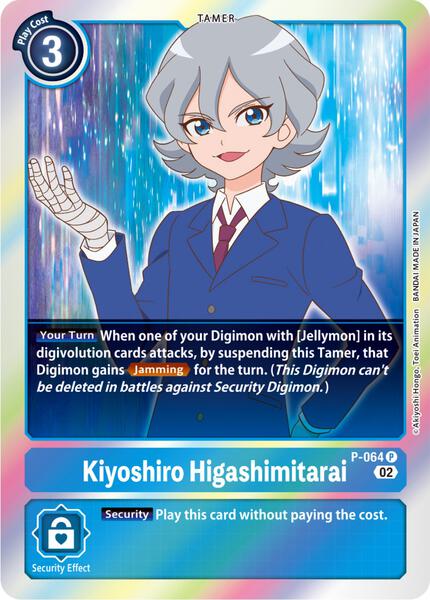 TAMER
Play Cost
3
Your Turn When one of your Digimon with [Jellymon] in its
digivolution cards attacks, by suspending this Tamer, that
Digimon gains Jamming for the turn. (This Digimon can't
be deleted in battles against Security Digimon.)
©Akiyoshi Hongo, Toei Animation BANDAI MADE IN JAPAN
P-064 P
Kiyoshiro Higashimitarai
02
Security Play this card without paying the cost.
Security Effect